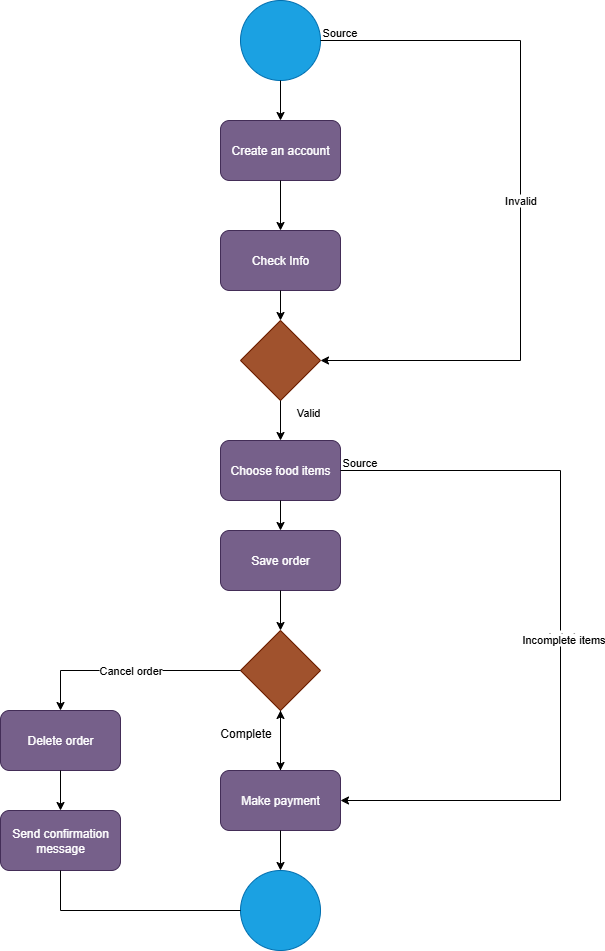 Source
Create an account
Invalid
Check Info
Valid
Choose food items
Source
Save order
Incomplete items
Cancel order
Complete
Delete order
Make payment
Send confirmation
message